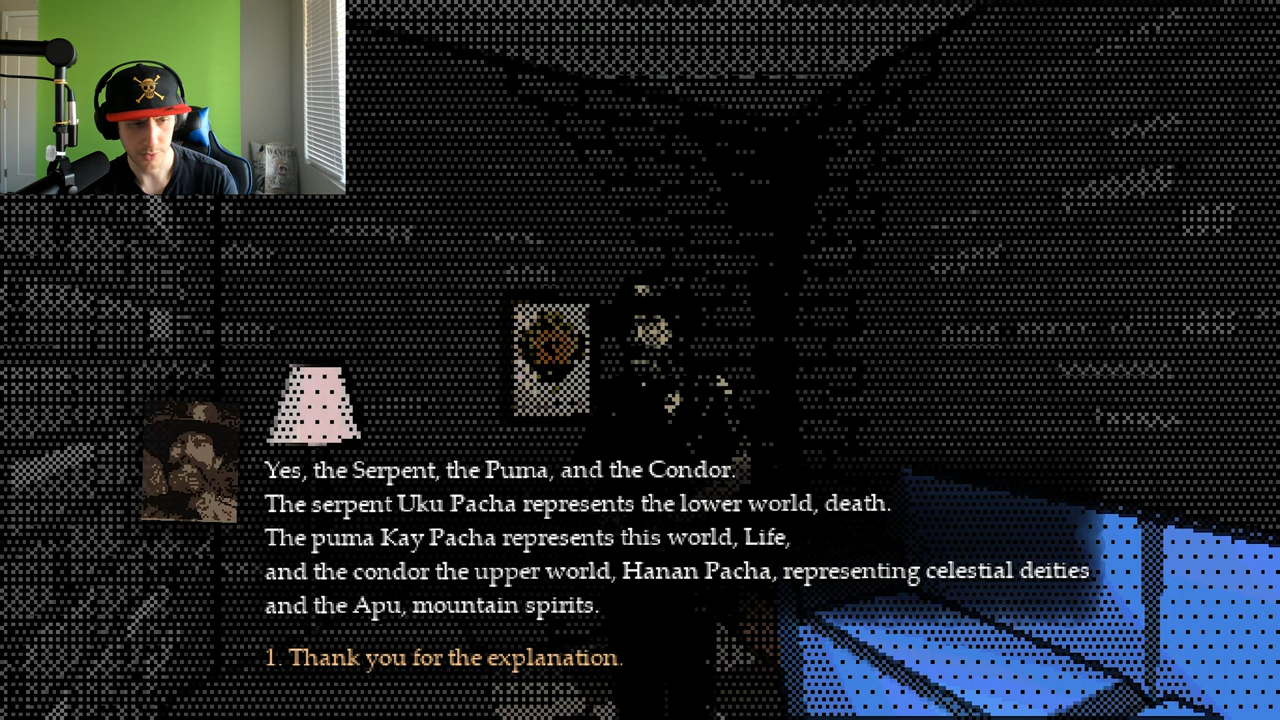 WANTED
Yes, the Serpent, the Puma, and the Condor.
The serpent Uku Pacha represents the lower world, death.
The puma Kay Pacha represents this world, Life,
and the condor the upper world, Hanan Pacha, representing celestial deities
and the Apu, mountain spirits.
1. Thank you for the explanation.